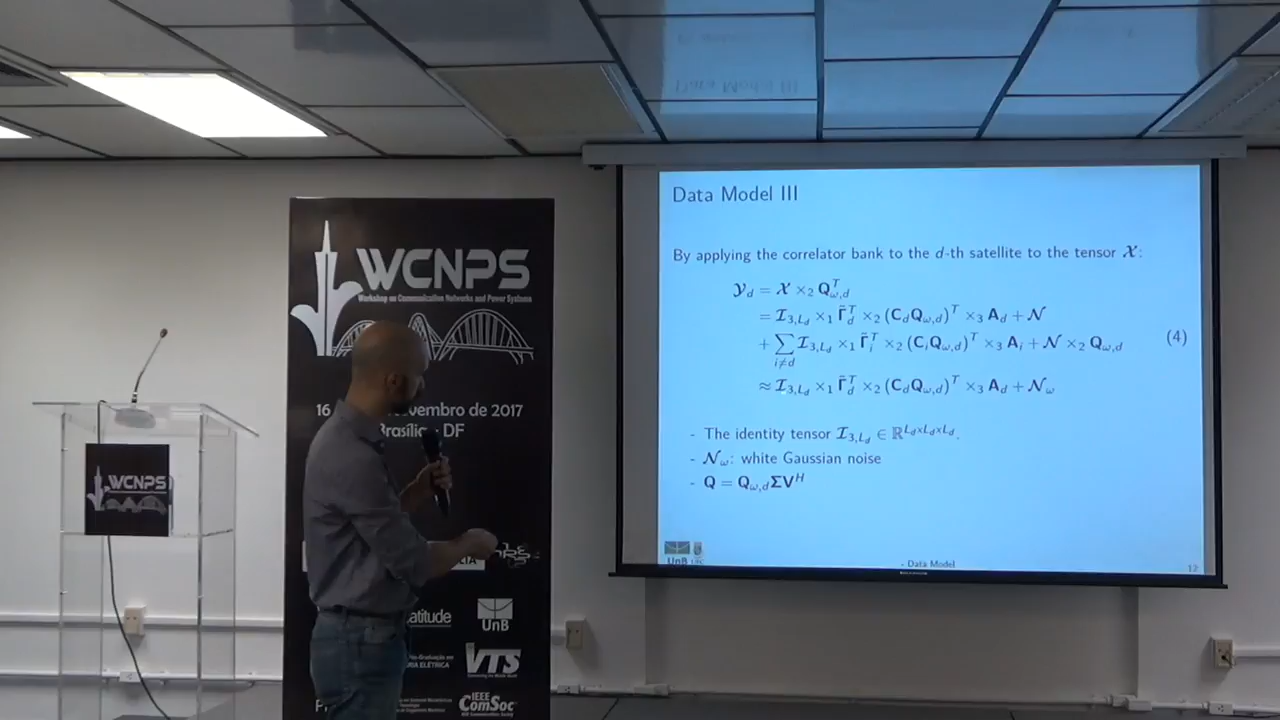 Data Model III
By applying the correlator bank to the d-th satellite to the tensor 𝓧:
𝓨_d = 𝓧 ×₂ Q^T_{ω,d}
= 𝓘_{3,L_d} ×₁ Γ̃^T_d ×₂ (C_d Q_{ω,d})^T ×₃ A_d + 𝓝
+ ∑_{i≠d} 𝓘_{3,L_d} ×₁ Γ̃^T_i ×₂ (C_i Q_{ω,d})^T ×₃ A_i + 𝓝 ×₂ Q_{ω,d}
(4)
≈ 𝓘_{3,L_d} ×₁ Γ̃^T_d ×₂ (C_d Q_{ω,d})^T ×₃ A_d + 𝓝_ω
- The identity tensor 𝓘_{3,L_d} ∈ ℝ^{L_d×L_d×L_d}.
- 𝓝_ω: white Gaussian noise
- Q = Q_{ω,d}ΣV^H
UnB
- Data Model
12
WCNPS
Workshop on Communication Networks and Power Systems
16
vembro de 2017
Brasília - DF
WCNPS
atitude
UnB
VTS
IEEE
ComSoc